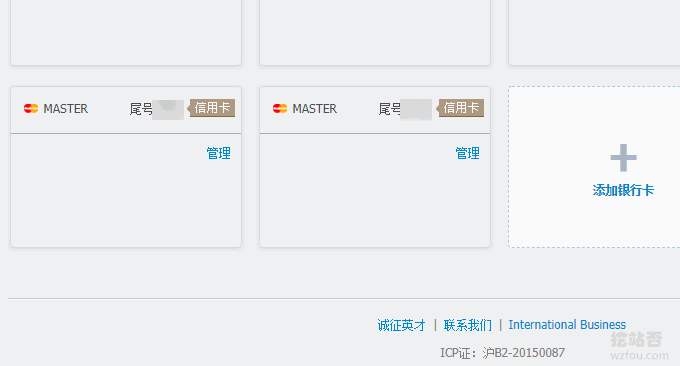 MASTER 尾号 信用卡
MASTER 尾号 信用卡
管理
管理
添加银行卡
诚征英才 | 联系我们 | International Business
ICP证：沪B2-20150087
挖站否
wzfou.com